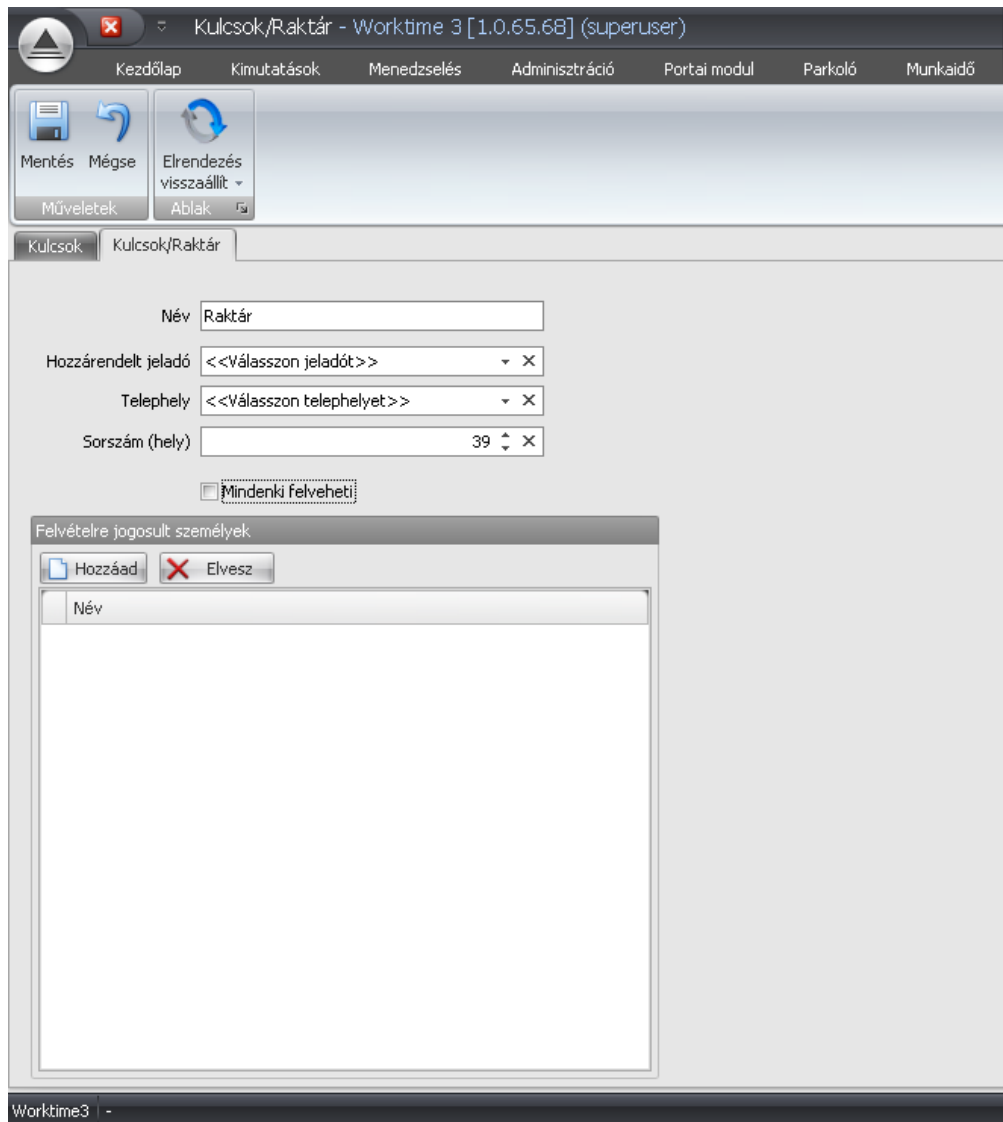 Kulcsok/Raktár - Worktime 3 [1.0.65.68] (superuser)
Kezdőlap Kimutatások Menedzselés Adminisztráció Portai modul Parkoló Munkaidő
Mentés Mégse Elrendezés
visszaállít
Műveletek Ablak
Kulcsok Kulcsok/Raktár
Név Raktár
Hozzárendelt jeladó <<Válasszon jeladót>>
Telephely <<Válasszon telephelyet>>
Sorszám (hely) 39
Mindenki felveheti
Felvételre jogosult személyek
Hozzáad Elvesz
Név
Worktime3 -